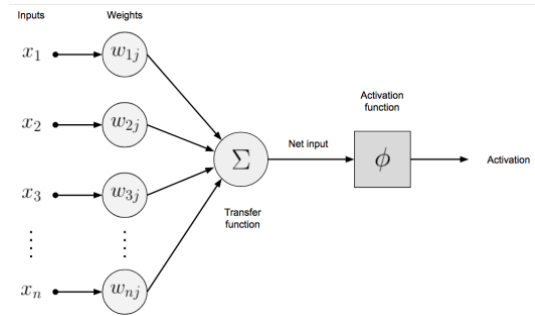 Inputs Weights
x1 w1j
x2 w2j
x3 w3j
xn wnj
Σ
Transfer
function
Net input
Activation
function
ϕ
Activation